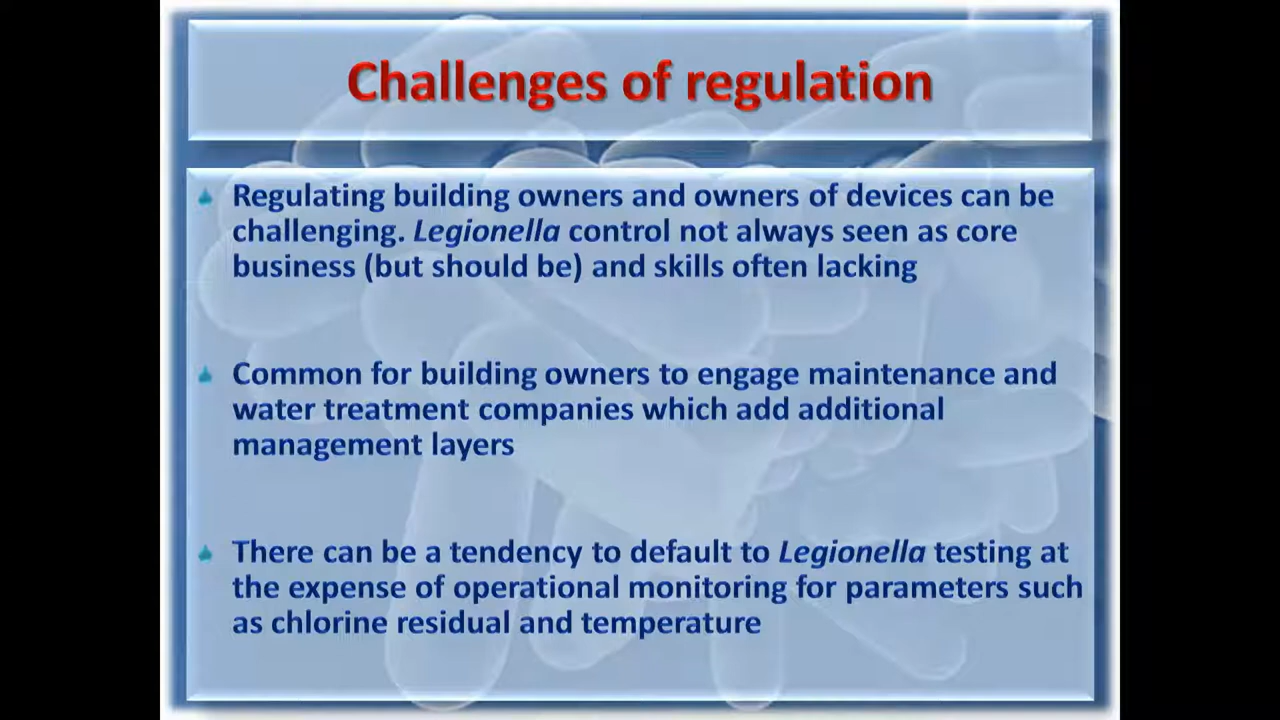 Challenges of regulation
Regulating building owners and owners of devices can be
challenging. Legionella control not always seen as core
business (but should be) and skills often lacking
Common for building owners to engage maintenance and
water treatment companies which add additional
management layers
There can be a tendency to default to Legionella testing at
the expense of operational monitoring for parameters such
as chlorine residual and temperature